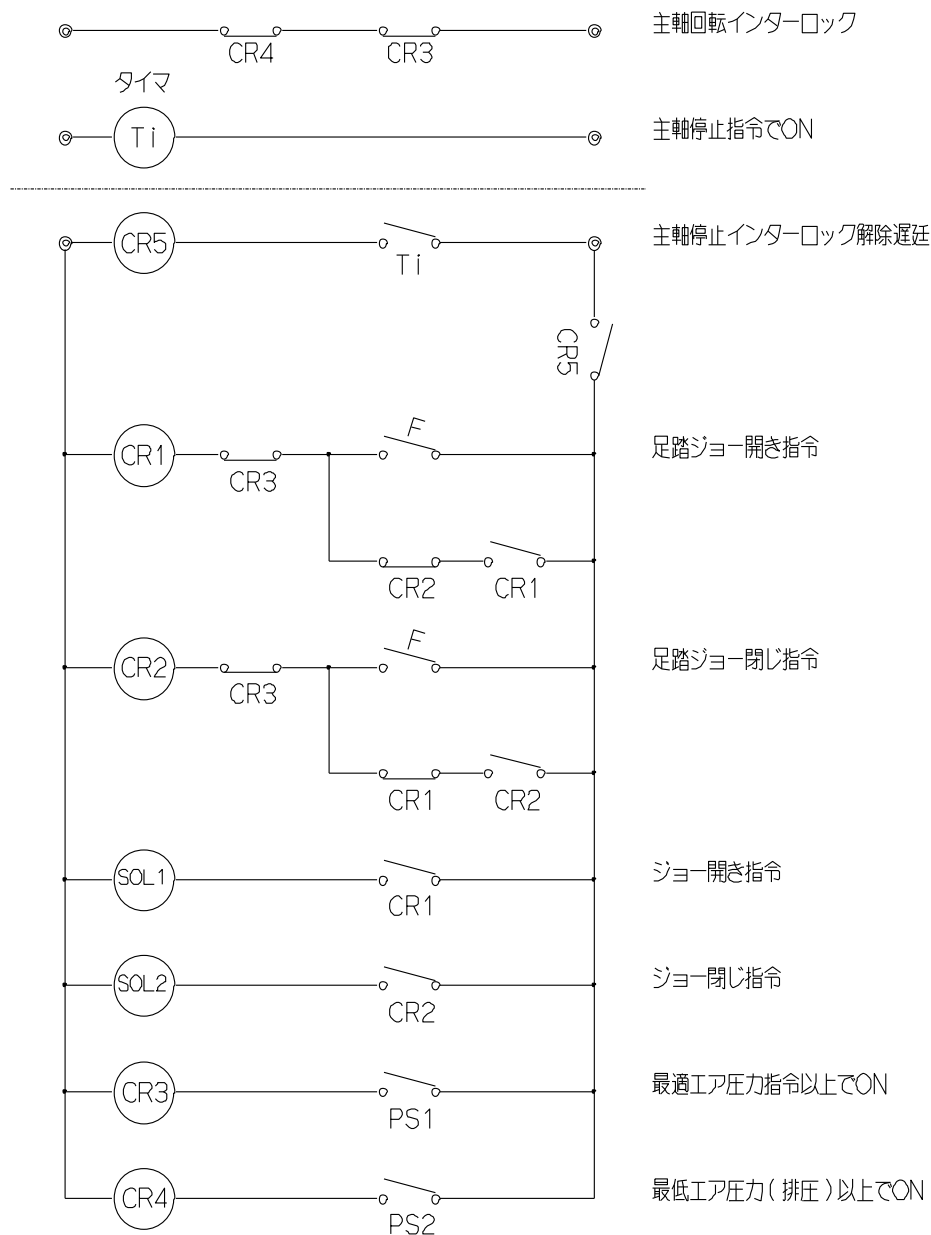 主軸回転インターロック
CR4 CR3
タイマ
Ti
主軸停止指令でON
CR5
Ti
主軸停止インターロック解除遅廷
CR5
F
CR1
CR3
足踏ジョー開き指令
CR2 CR1
F
CR2
CR3
足踏ジョー閉じ指令
CR1 CR2
SOL1
CR1
ジョー開き指令
SOL2
CR2
ジョー閉じ指令
CR3
PS1
最適エア圧力指令以上でON
CR4
PS2
最低エア圧力(排圧)以上でON